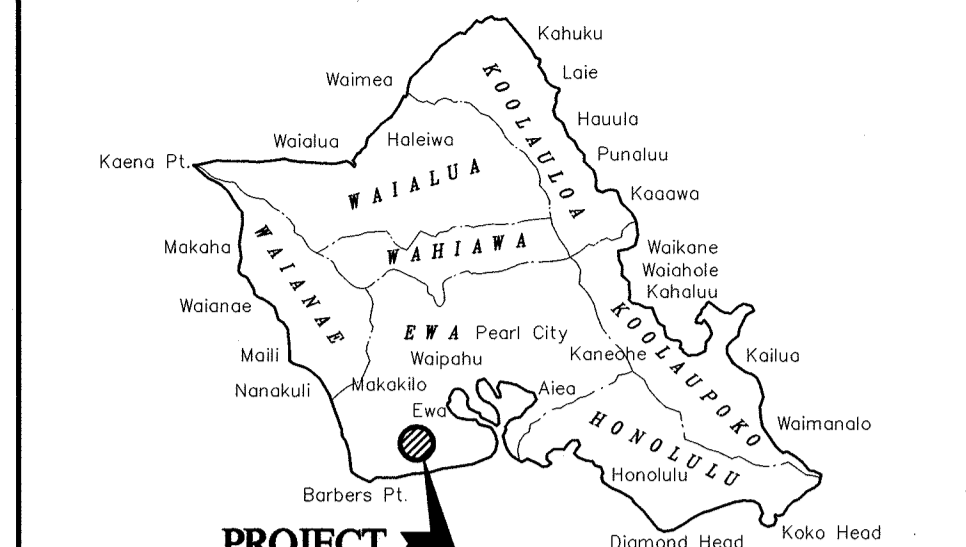 Kahuku
Laie
Waimea
KOOLAULOA
Hauula
Waialua
Haleiwa
Punaluu
Kaena Pt.
WAIALUA
Kaaawa
Makaha
WAIANAE
WAHIAWA
Waikane
Waiahole
Kahaluu
Waianae
KOOLAUPOKO
EWA Pearl City
Maili
Waipahu
Kaneohe
Kailua
Nanakuli
Makakilo
Aiea
Ewa
HONOLULU
Waimanalo
Honolulu
Barbers Pt.
PROJECT
Diamond Head
Koko Head